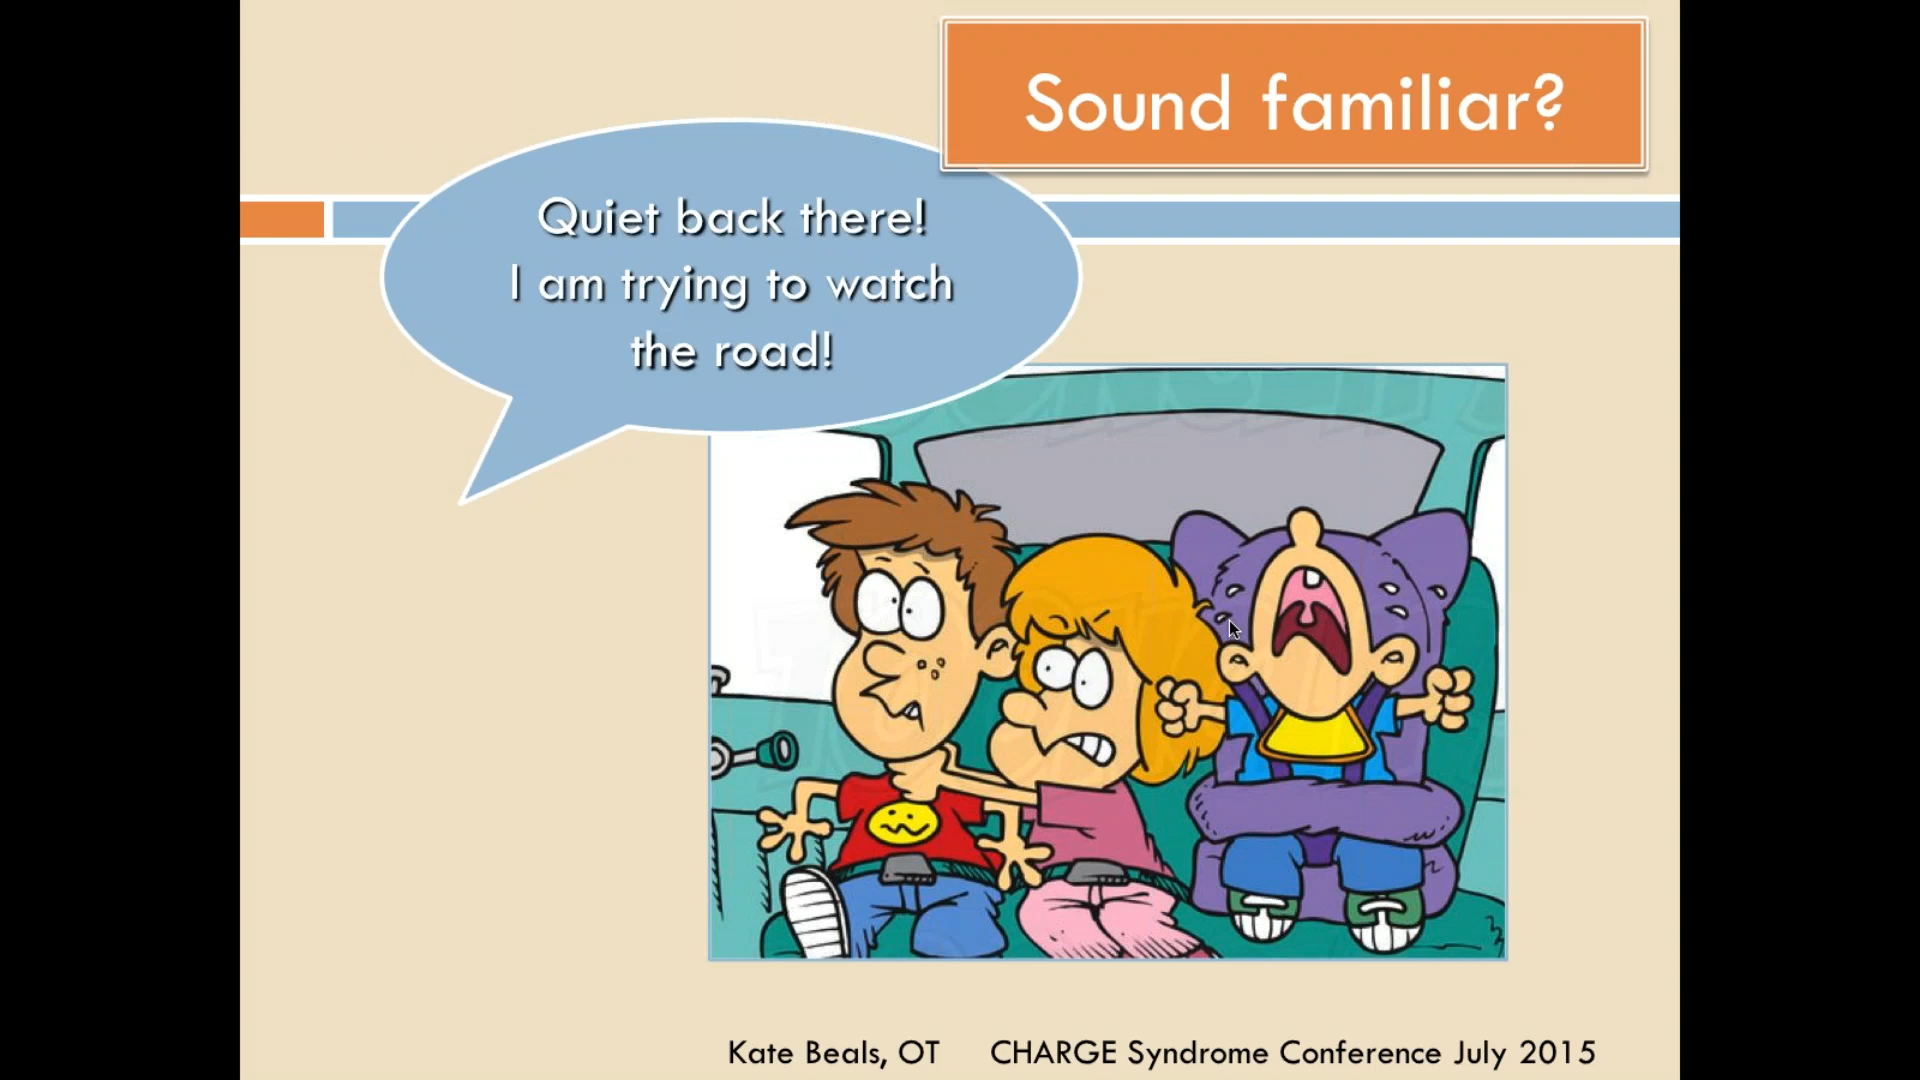 Sound familiar?
Quiet back there!
I am trying to watch
the road!
Kate Beals, OT CHARGE Syndrome Conference July 2015